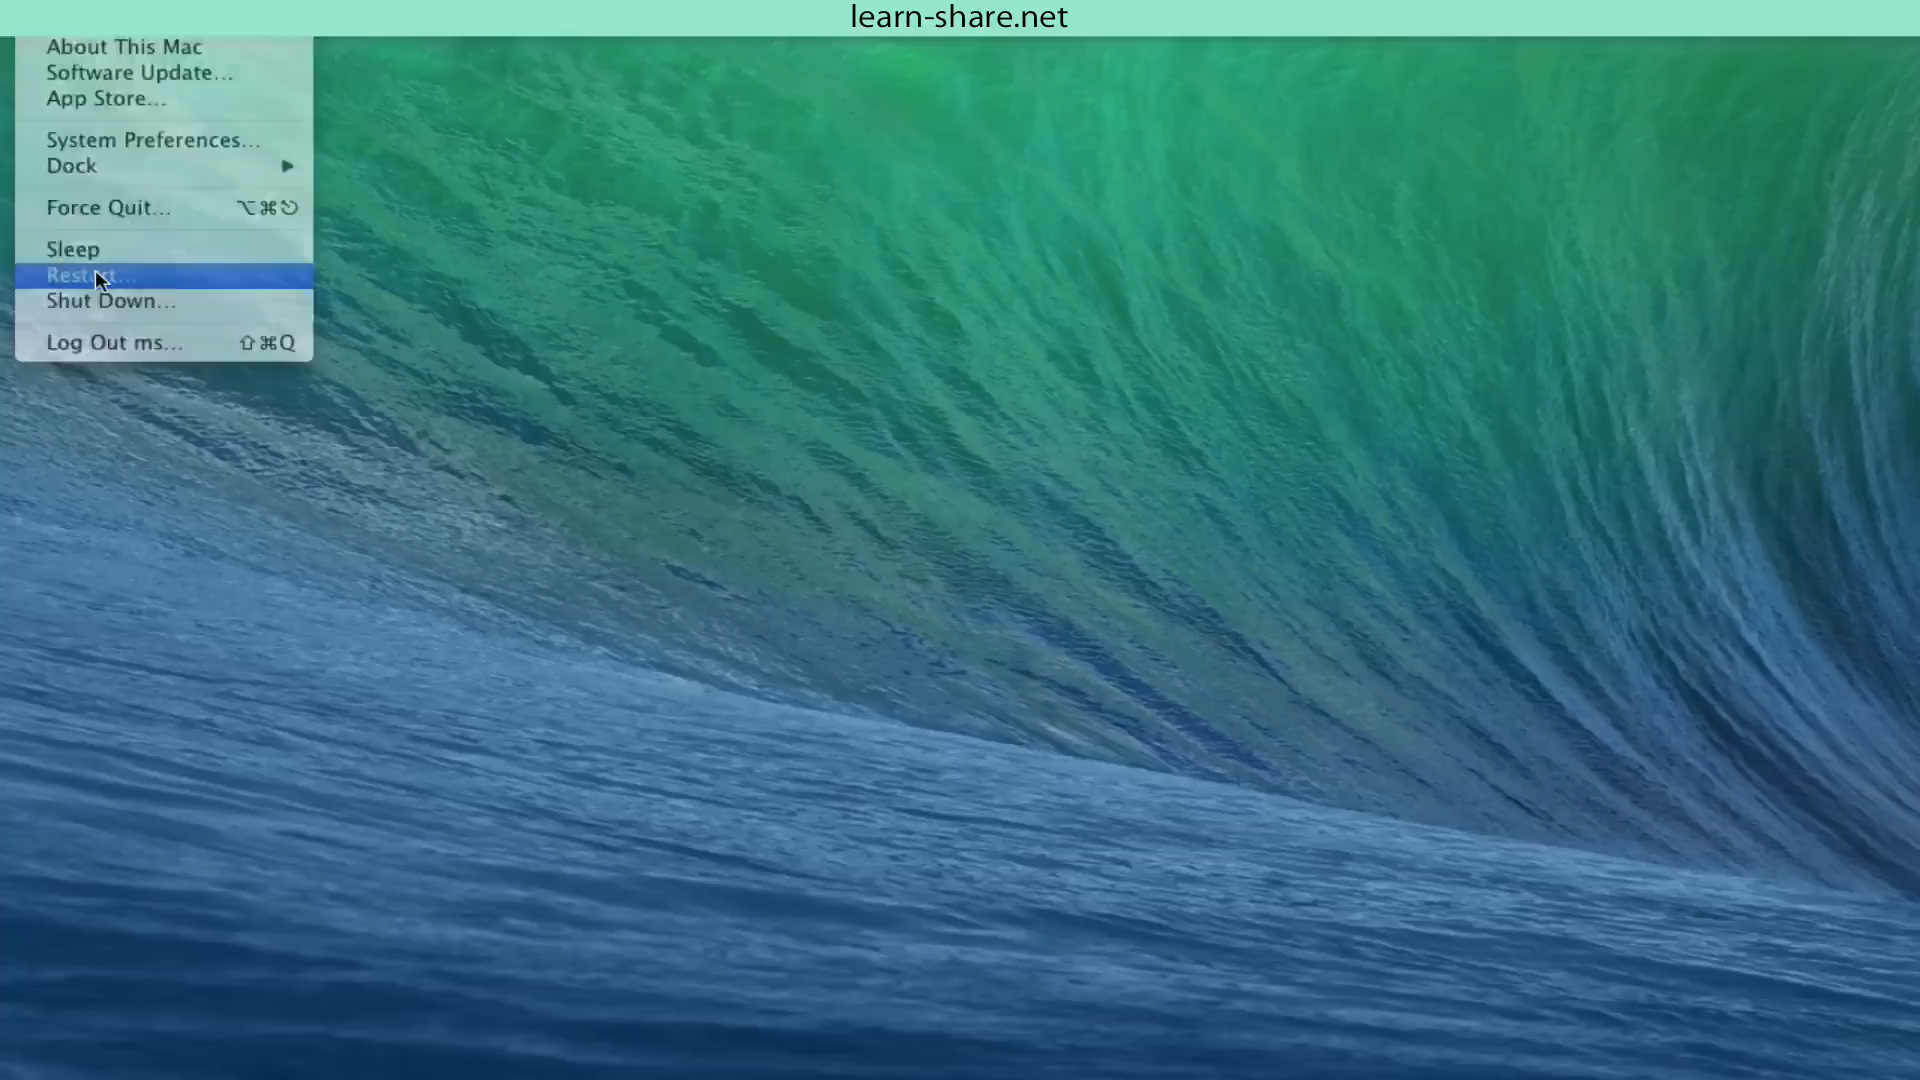 learn-share.net
About This Mac
Software Update...
App Store...
System Preferences...
Dock ▶
Force Quit... ⌥⌘⎋
Sleep
Restart...
Shut Down...
Log Out ms... ⇧⌘Q